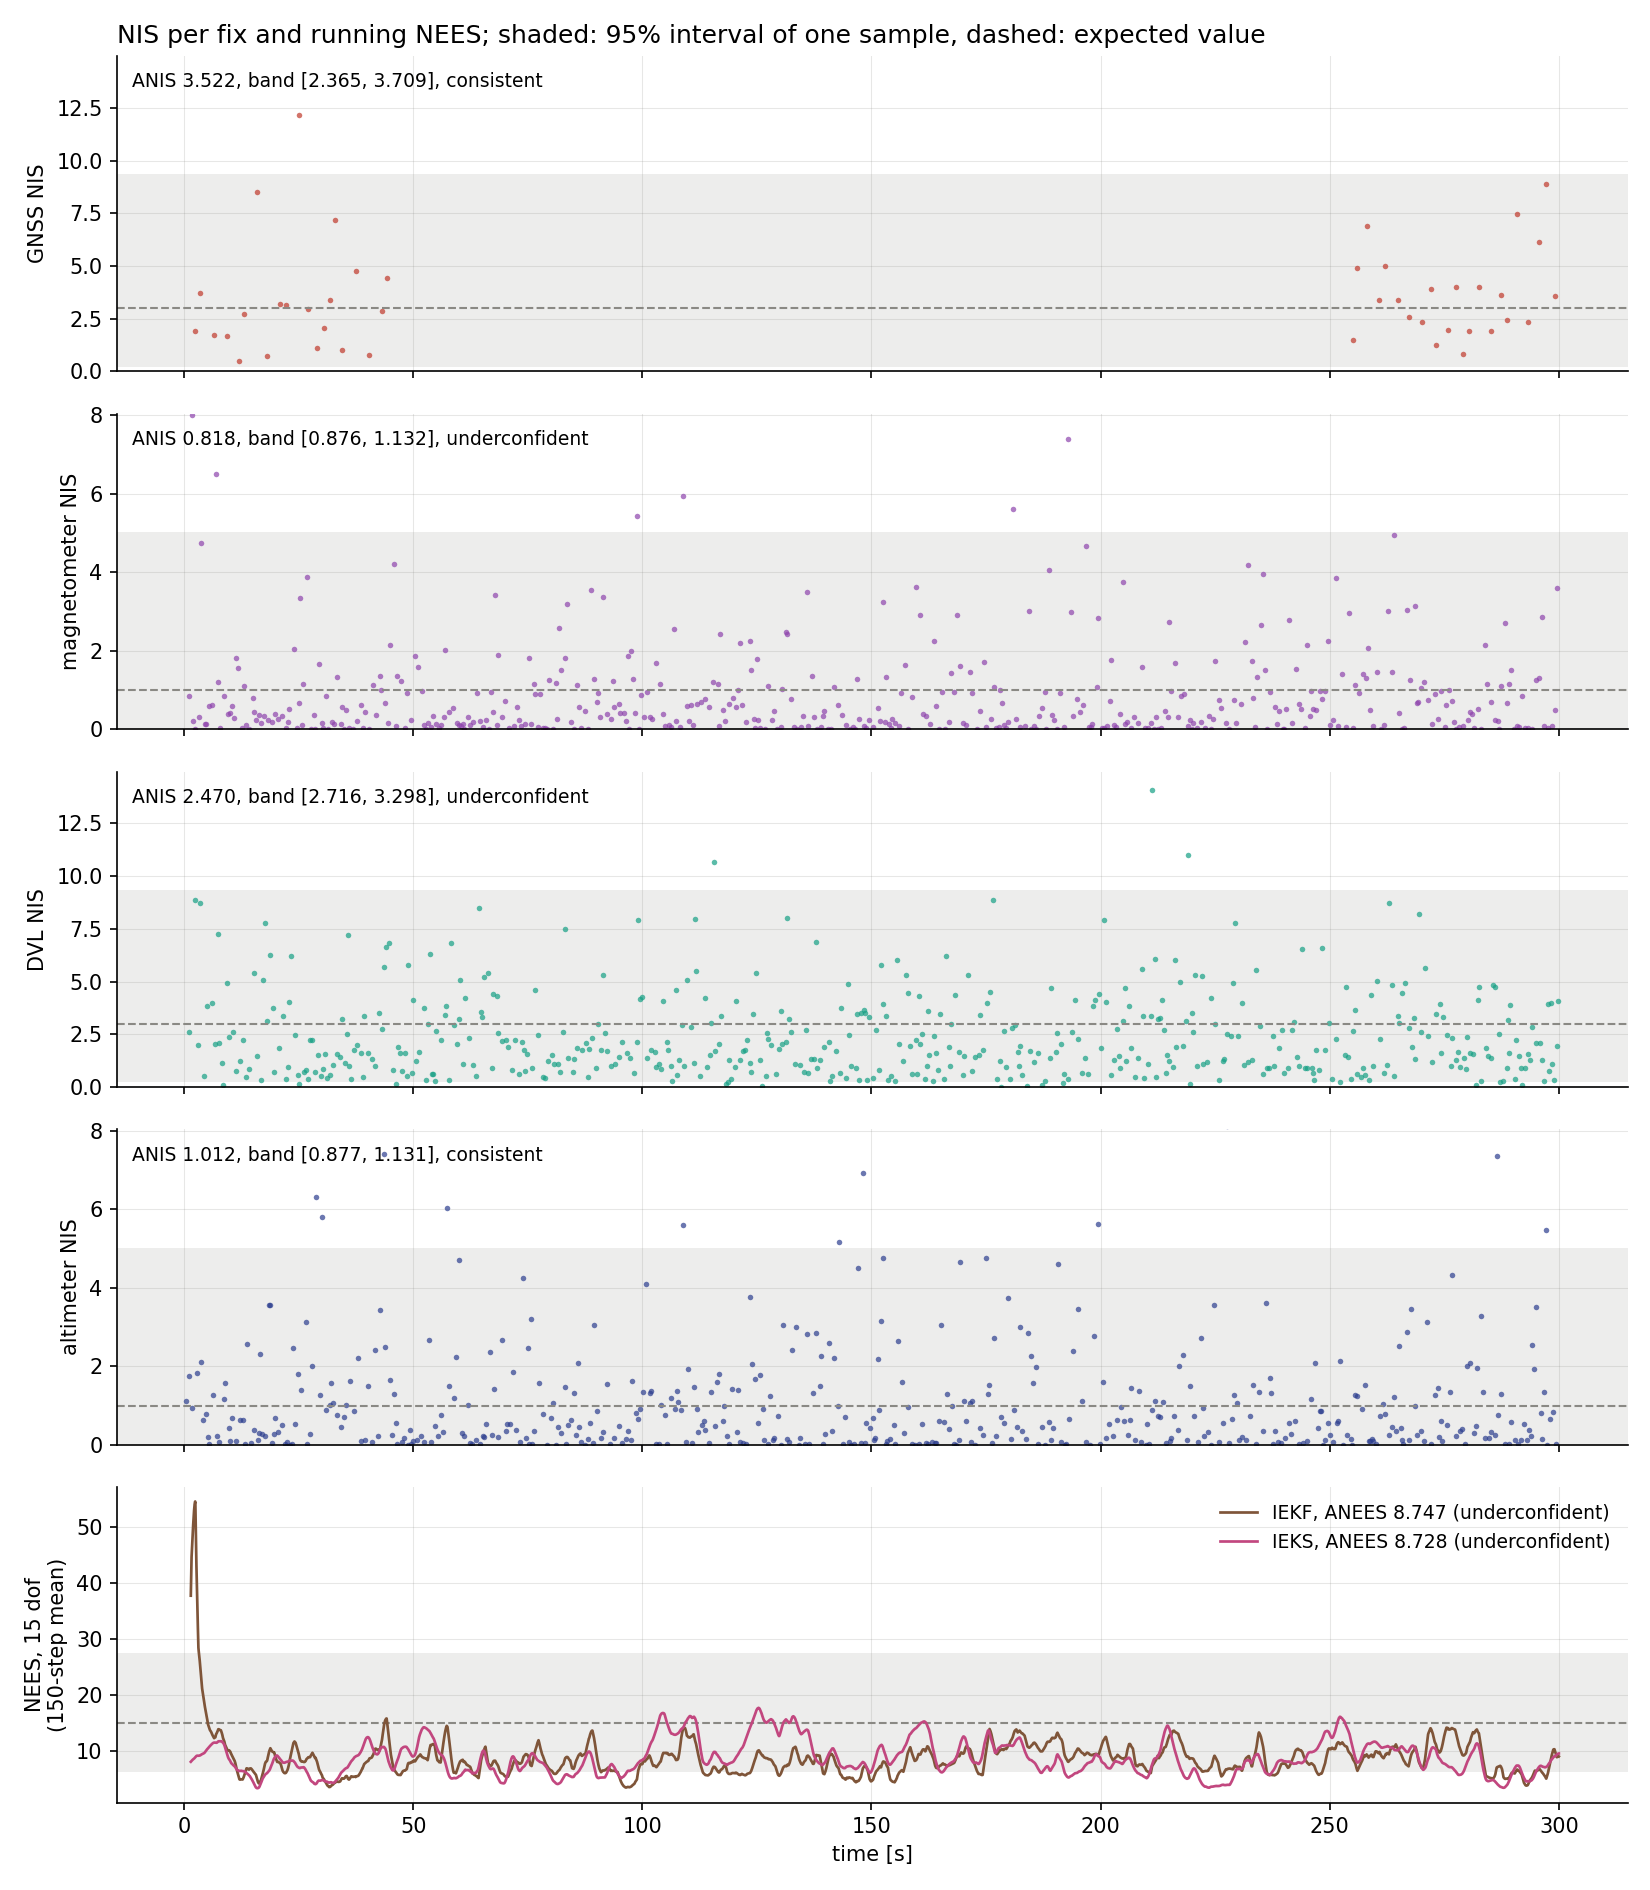 NIS per fix and running NEES; shaded: 95% interval of one sample, dashed: expected value
ANIS 3.522, band [2.365, 3.709], consistent
GNSS NIS
12.5
10.0
7.5
5.0
2.5
0.0
ANIS 0.818, band [0.876, 1.132], underconfident
magnetometer NIS
8
6
4
2
0
ANIS 2.470, band [2.716, 3.298], underconfident
DVL NIS
12.5
10.0
7.5
5.0
2.5
0.0
ANIS 1.012, band [0.877, 1.131], consistent
altimeter NIS
8
6
4
2
0
IEKF, ANEES 8.747 (underconfident)
IEKS, ANEES 8.728 (underconfident)
NEES, 15 dof
(150-step mean)
50
40
30
20
10
0 50 100 150 200 250 300
time [s]